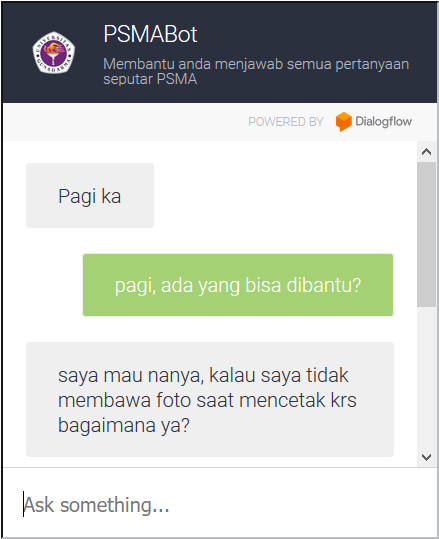 PSMABot
Membantu anda menjawab semua pertanyaan
seputar PSMA
POWERED BY Dialogflow
Pagi ka
pagi, ada yang bisa dibantu?
saya mau nanya, kalau saya tidak
membawa foto saat mencetak krs
bagaimana ya?
Ask something...